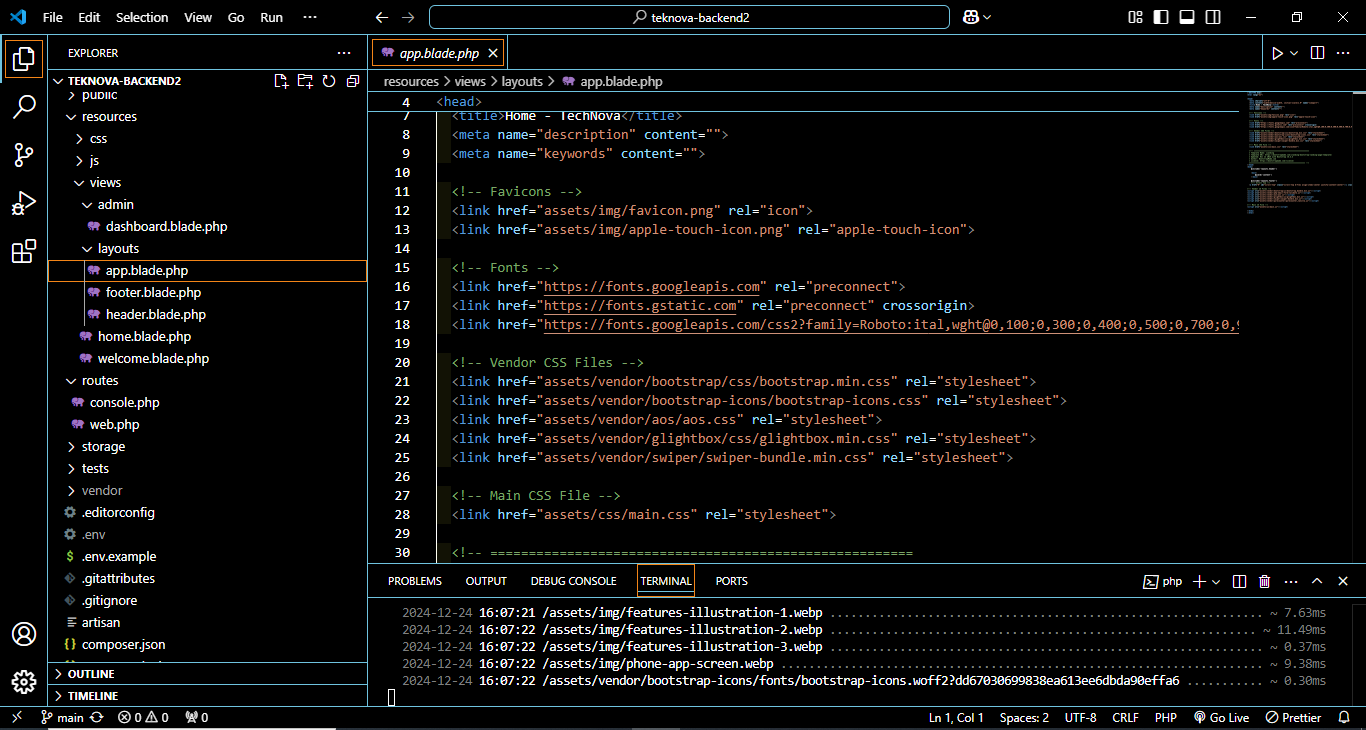 File Edit Selection View Go Run ···
teknova-backend2
EXPLORER ···
TEKNOVA-BACKEND2
public
resources
css
js
views
admin
dashboard.blade.php
layouts
app.blade.php
footer.blade.php
header.blade.php
home.blade.php
welcome.blade.php
routes
console.php
web.php
storage
tests
vendor
.editorconfig
.env
$ .env.example
.gitattributes
.gitignore
artisan
{} composer.json
OUTLINE
TIMELINE
app.blade.php
resources > views > layouts > app.blade.php
4 <head>
7 <title>Home - TechNova</title>
8 <meta name="description" content="">
9 <meta name="keywords" content="">
10
11 <!-- Favicons -->
12 <link href="assets/img/favicon.png" rel="icon">
13 <link href="assets/img/apple-touch-icon.png" rel="apple-touch-icon">
14
15 <!-- Fonts -->
16 <link href="https://fonts.googleapis.com" rel="preconnect">
17 <link href="https://fonts.gstatic.com" rel="preconnect" crossorigin>
18 <link href="https://fonts.googleapis.com/css2?family=Roboto:ital,wght@0,100;0,300;0,400;0,500;0,700;0,9
19
20 <!-- Vendor CSS Files -->
21 <link href="assets/vendor/bootstrap/css/bootstrap.min.css" rel="stylesheet">
22 <link href="assets/vendor/bootstrap-icons/bootstrap-icons.css" rel="stylesheet">
23 <link href="assets/vendor/aos/aos.css" rel="stylesheet">
24 <link href="assets/vendor/glightbox/css/glightbox.min.css" rel="stylesheet">
25 <link href="assets/vendor/swiper/swiper-bundle.min.css" rel="stylesheet">
26
27 <!-- Main CSS File -->
28 <link href="assets/css/main.css" rel="stylesheet">
29
30 <!-- =======================================================
PROBLEMS OUTPUT DEBUG CONSOLE TERMINAL PORTS php
2024-12-24 16:07:21 /assets/img/features-illustration-1.webp ........................................................ ~ 7.63ms
2024-12-24 16:07:22 /assets/img/features-illustration-2.webp ....................................................... ~ 11.49ms
2024-12-24 16:07:22 /assets/img/features-illustration-3.webp ........................................................ ~ 0.37ms
2024-12-24 16:07:22 /assets/img/phone-app-screen.webp ............................................................... ~ 9.38ms
2024-12-24 16:07:22 /assets/vendor/bootstrap-icons/fonts/bootstrap-icons.woff2?dd67030699838ea613ee6dbda90effa6 ........... ~ 0.30ms
main 0 0 0 Ln 1, Col 1 Spaces: 2 UTF-8 CRLF PHP Go Live Prettier